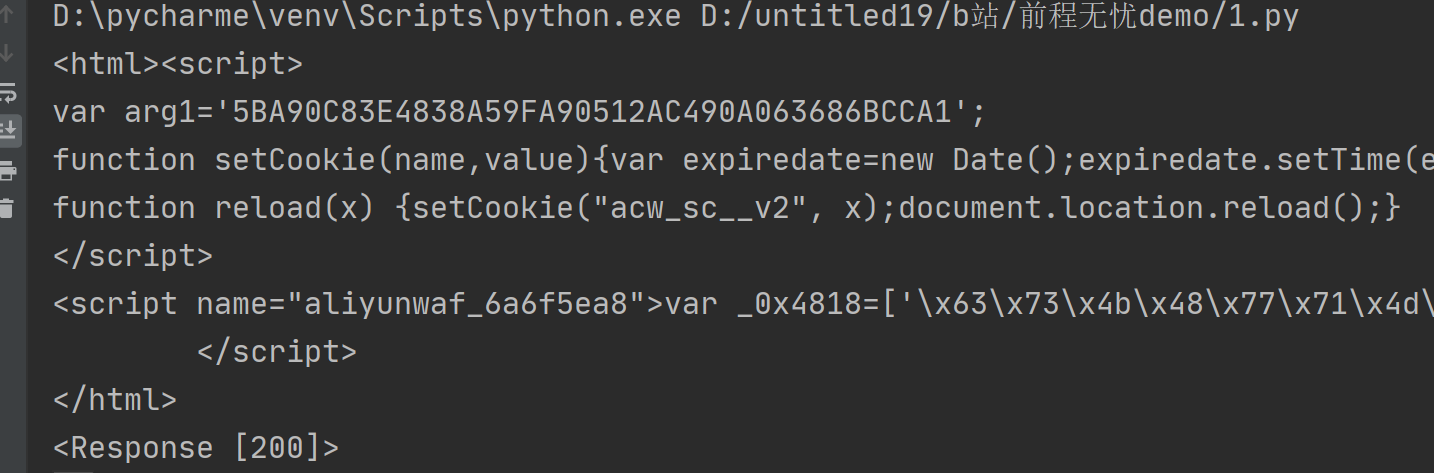 D:\pycharme\venv\Scripts\python.exe D:/untitled19/b站/前程无忧demo/1.py
<html><script>
var arg1='5BA90C83E4838A59FA90512AC490A063686BCCA1';
function setCookie(name,value){var expiredate=new Date();expiredate.setTime(e
function reload(x) {setCookie("acw_sc__v2", x);document.location.reload();}
</script>
<script name="aliyunwaf_6a6f5ea8">var _0x4818=['\x63\x73\x4b\x48\x77\x71\x4d\
</script>
</html>
<Response [200]>